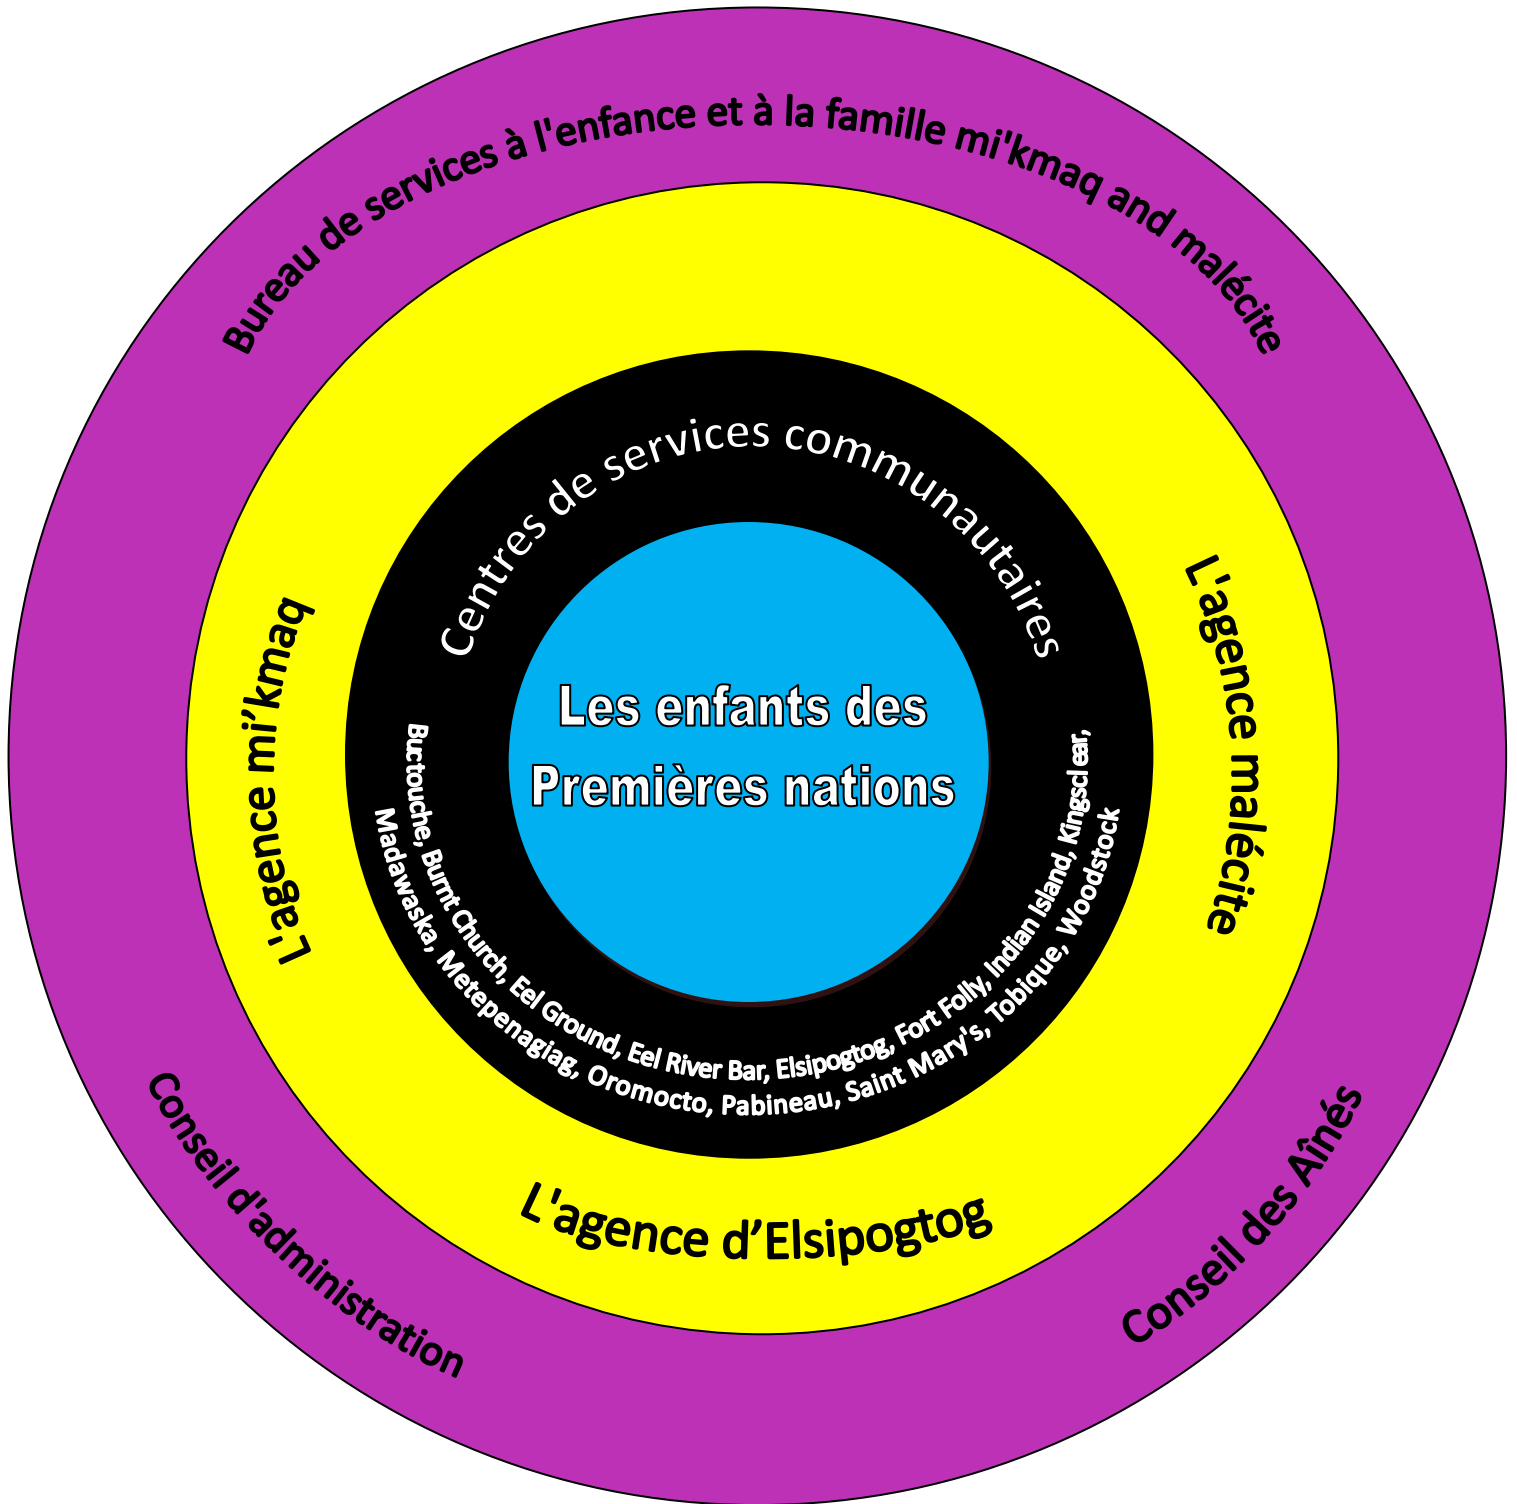 Bureau de services à l'enfance et à la famille mi'kmaq and malécite
Centres de services communautaires
L'agence mi’kmaq
L'agence malécite
Les enfants des
Premières nations
Buctouche, Burnt Church, Eel Ground, Eel River Bar, Elsipogtog, Fort Folly, Indian Island, Kingsclear,
Madawaska, Metepenagiag, Oromocto, Pabineau, Saint Mary's, Tobique, Woodstock
L'agence d’Elsipogtog
Conseil d'administration
Conseil des Aînés